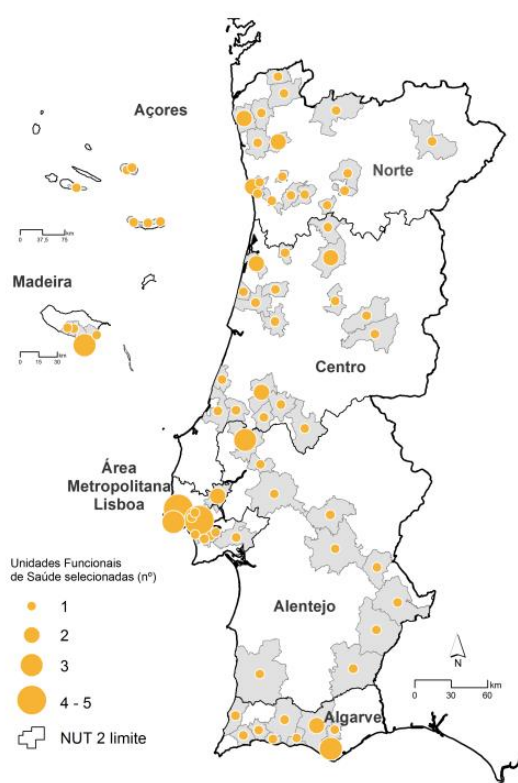 Açores
Norte
0 37,5 75
km
Madeira
0 15 30
km
Centro
Área
Metropolitana
Lisboa
Unidades Funcionais
de Saúde selecionadas (nº)
1
2
3
4 - 5
NUT 2 limite
Alentejo
N
km
0 30 60
Algarve